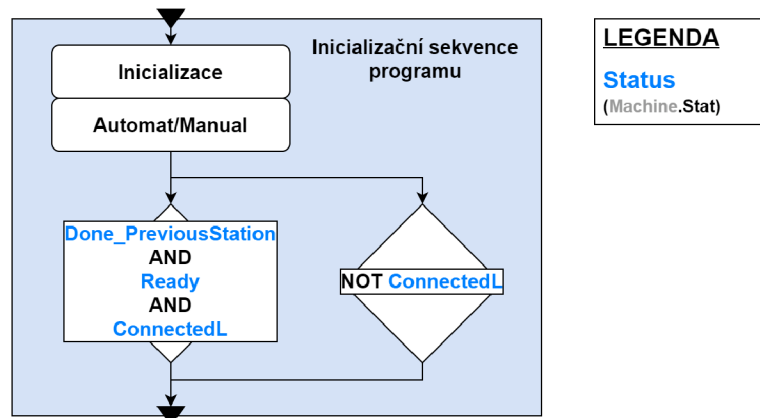 Inicializační sekvence
programu
Inicializace
Automat/Manual
Done_PreviousStation
AND
Ready
AND
ConnectedL
NOT ConnectedL
LEGENDA
Status
(Machine.Stat)